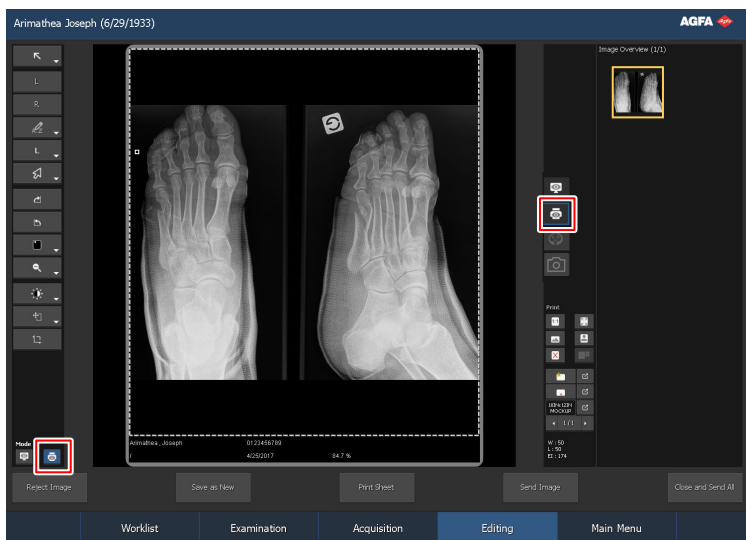 Arimathea Joseph (6/29/1933)
AGFA
Image Overview (1/1)
L
R
L
Print
1:1
14IN X 12IN
MOCKUP
1/1
W : 50
L : 50
EI : 174
Mode
Arimathea , Joseph 0123456789
/ 4/25/2017 84.7 %
Reject Image
Save as New
Print Sheet
Send Image
Close and Send All
Worklist
Examination
Acquisition
Editing
Main Menu